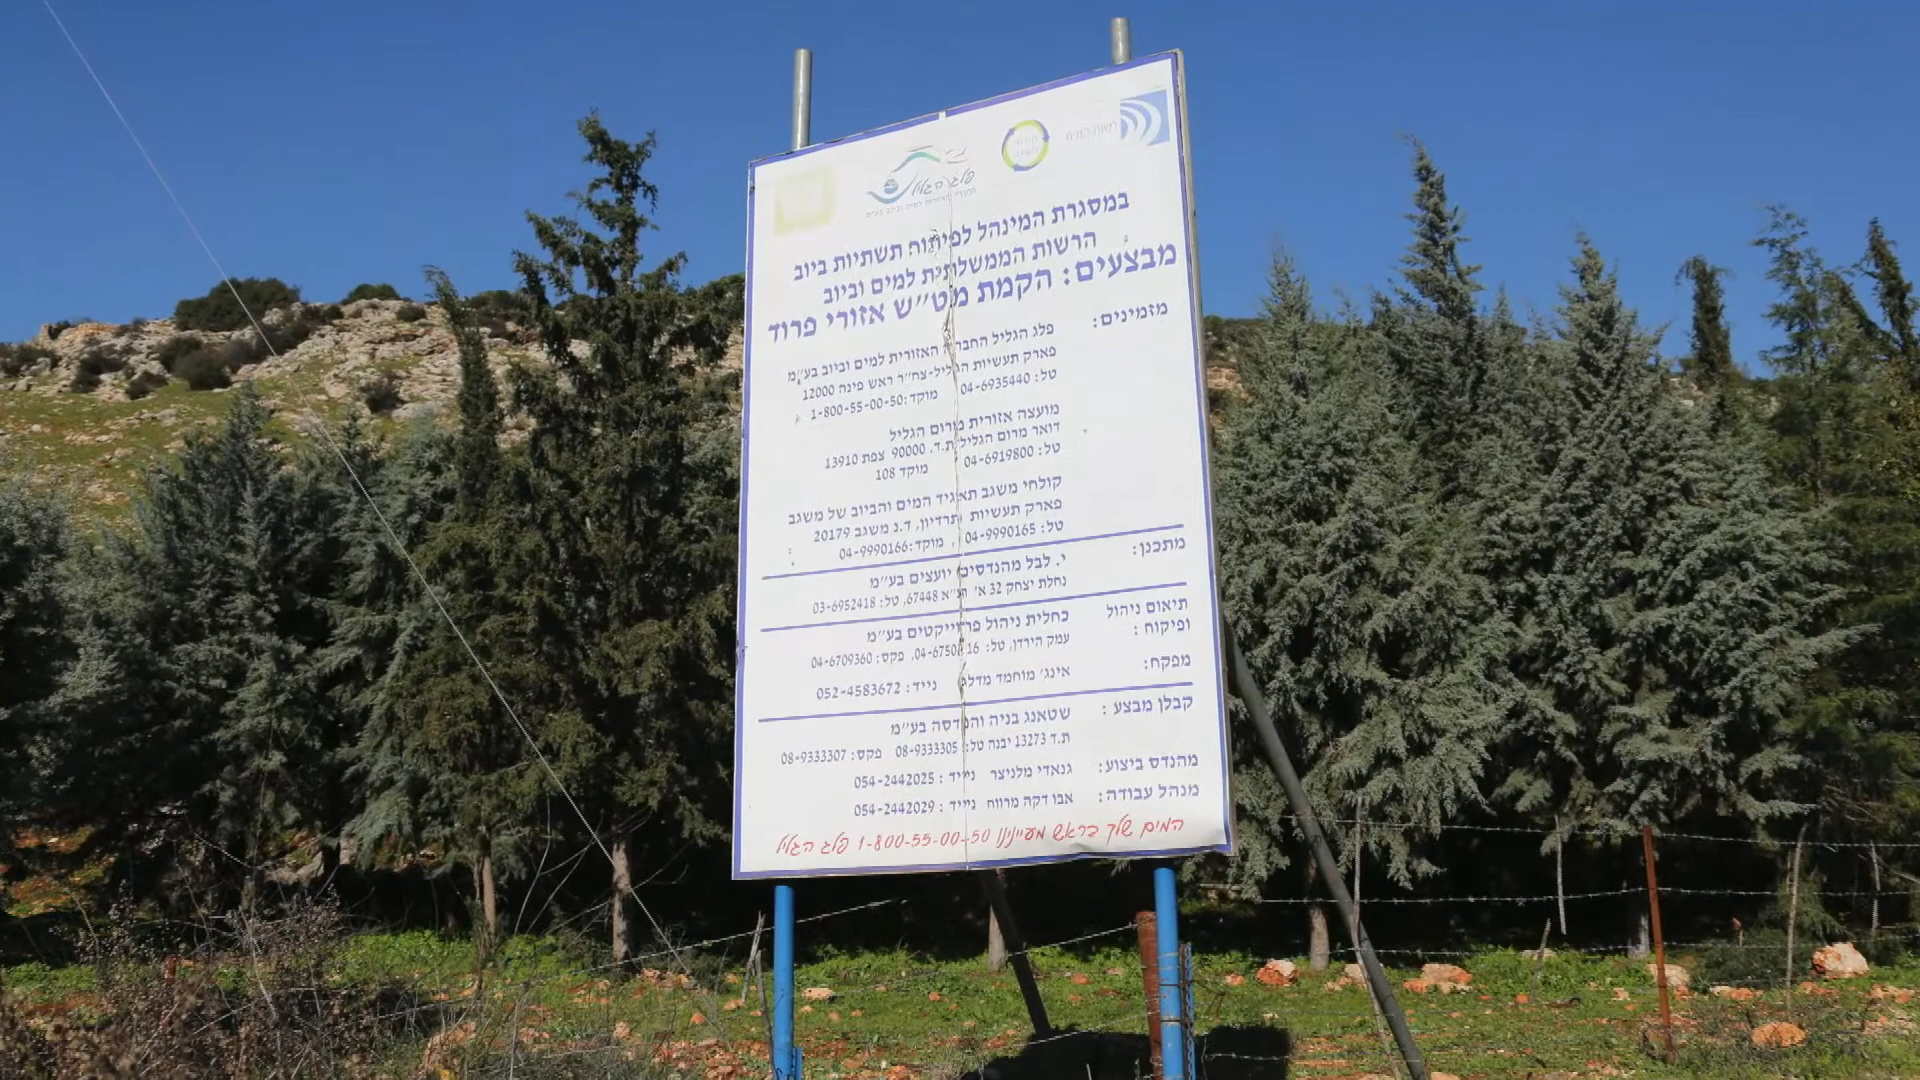 רשות המים
פלג הגליל
במסגרת המינהל לפיתוח תשתיות ביוב
הרשות הממשלתית למים וביוב
מבצעים: הקמת מט״ש אזורי פרוד
מזמינים:
פלג הגליל החברה האזורית למים וביוב בע״מ
פארק תעשיות הגליל-צח״ר ראש פינה 12000
טל: 04-6935440 מוקד: 1-800-55-00-50
מועצה אזורית מרום הגליל
דואר מרום הגליל ת.ד. 90000 צפת 13910
טל: 04-6919800 מוקד 108
קולחי משגב תאגיד המים והביוב של משגב
פארק תעשיות תרדיון, ד.נ משגב 20179
טל: 04-9990165, מוקד: 04-9990166
מתכנן: י. לבל מהנדסים יועצים בע״מ
נחלת יצחק 32 א׳ ת״א 67448, טל: 03-6952418
תיאום ניהול ופיקוח: כחלית ניהול פרוייקטים בע״מ
עמק הירדן, טל: פקס: 04-6709360
מפקח: אינג׳ מוחמד מדלג נייד: 052-4583672
קבלן מבצע: שטאנג בניה והנדסה בע״מ
ת.ד 13273 יבנה טל: 08-9333305 פקס: 08-9333307
מהנדס ביצוע: גנאדי מלניצר נייד: 054-2442025
מנהל עבודה: אבו דקה מרווח נייד: 054-2442029
המים שלך בראש מעיינינו 1-800-55-00-50 פלג הגליל